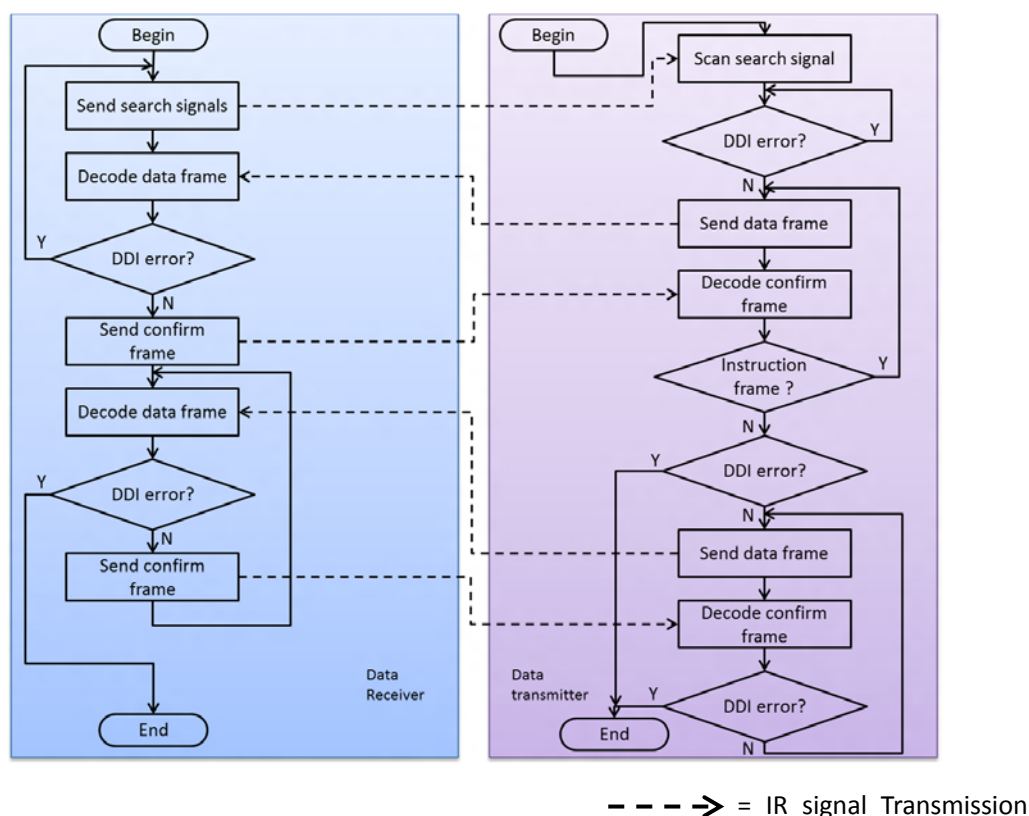 Begin
Send search signals
Decode data frame
Y
DDI error?
N
Send confirm
frame
Decode data frame
Y
DDI error?
N
Send confirm
frame
Data
Receiver
End
Begin
Scan search signal
Y
DDI error?
N
Send data frame
Decode confirm
frame
Instruction
frame ?
Y
N
Y
DDI error?
N
Send data frame
Decode confirm
frame
Data
transmitter
Y
DDI error?
N
End
= IR signal Transmission